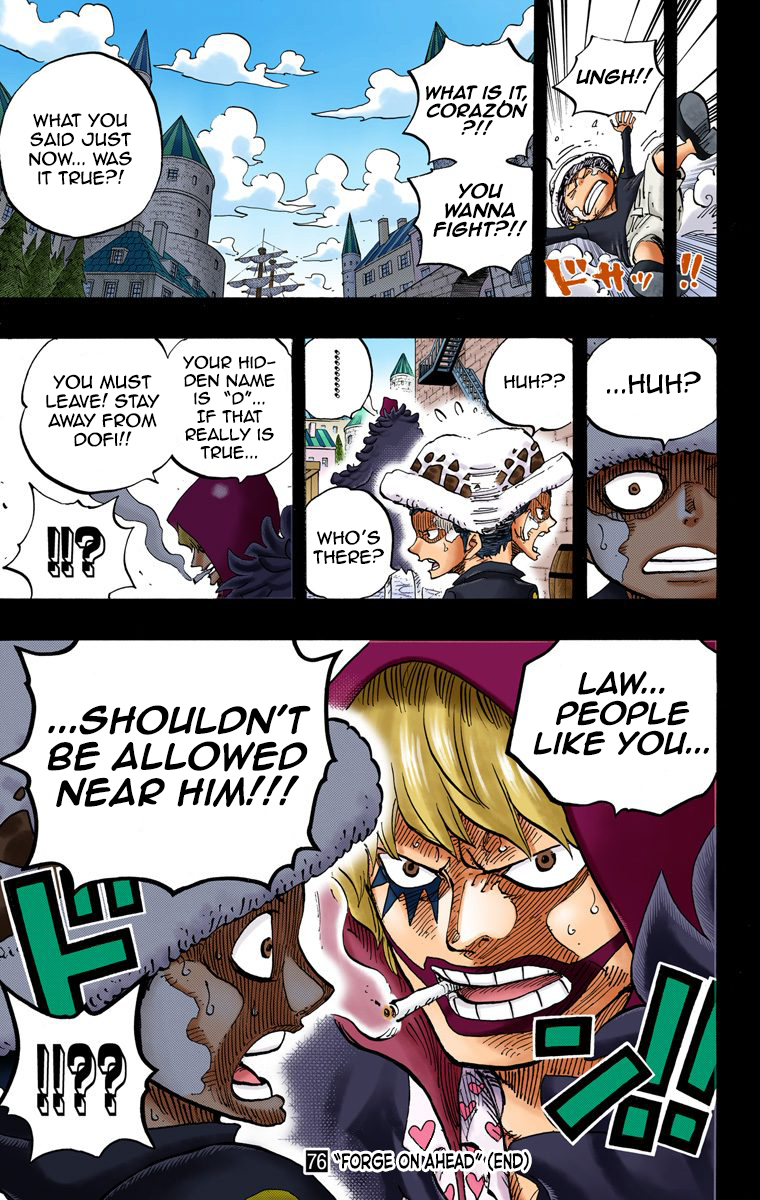 UNGH!!
ドサッ!!
WHAT IS IT,
CORAZÓN
?!!
YOU
WANNA
FIGHT?!!
WHAT YOU
SAID JUST
NOW... WAS
IT TRUE?!
...HUH?
HUH??
WHO'S
THERE?
YOUR HID-
DEN NAME
IS "D"...
IF THAT
REALLY IS
TRUE...
YOU MUST
LEAVE! STAY
AWAY FROM
DOFI!!
!!?
LAW...
PEOPLE
LIKE YOU...
...SHOULDN'T
BE ALLOWED
NEAR HIM!!!
ドン!!
!!??
76 "FORGE ON AHEAD" (END)